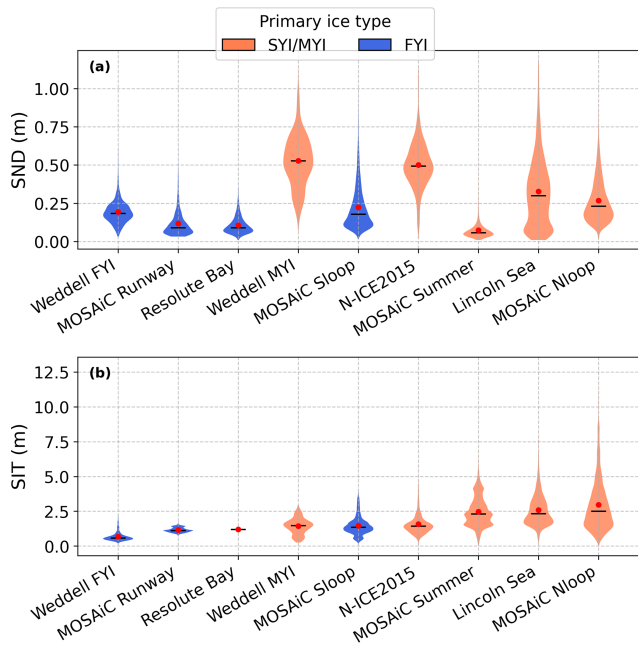 Primary ice type
SYI/MYI FYI
(a)
SND (m)
1.00
0.75
0.50
0.25
0.00
Weddell FYI
MOSAiC Runway
Resolute Bay
Weddell MYI
MOSAiC Sloop
N-ICE2015
MOSAiC Summer
Lincoln Sea
MOSAiC Nloop
(b)
SIT (m)
12.5
10.0
7.5
5.0
2.5
0.0
Weddell FYI
MOSAiC Runway
Resolute Bay
Weddell MYI
MOSAiC Sloop
N-ICE2015
MOSAiC Summer
Lincoln Sea
MOSAiC Nloop